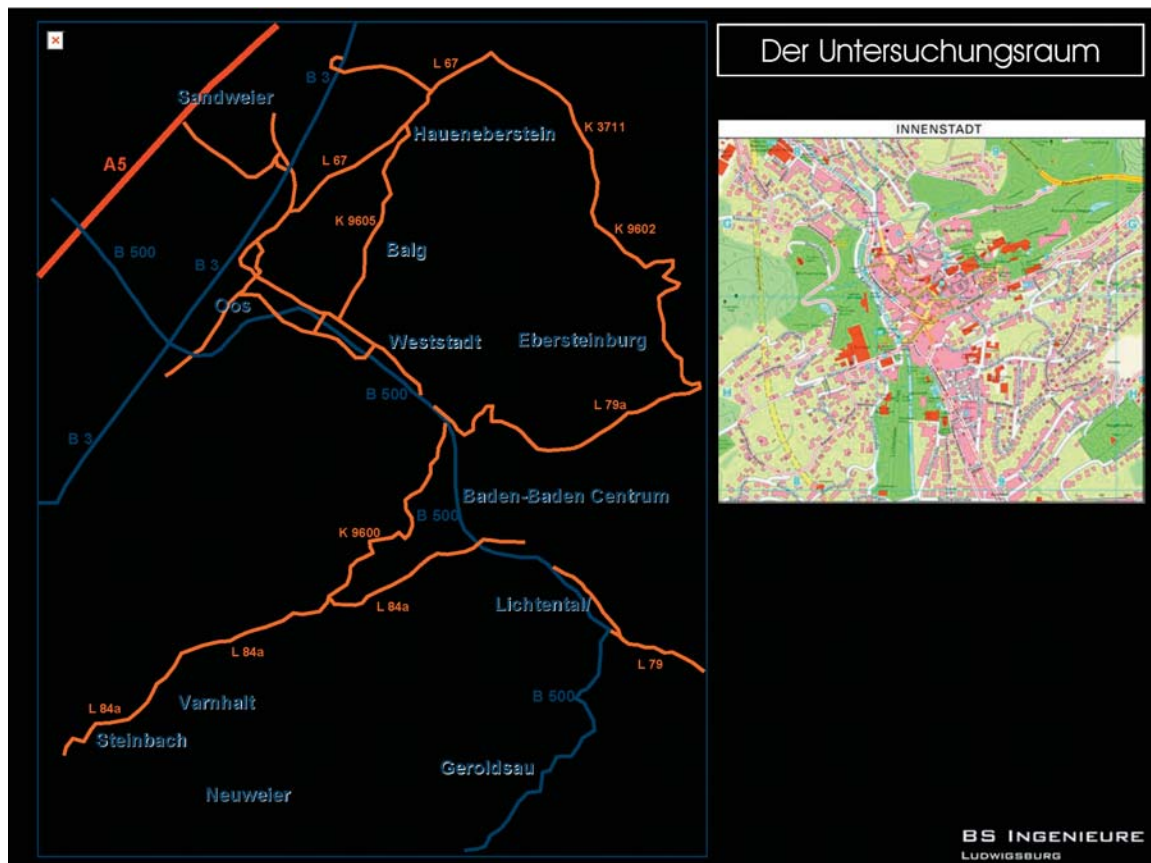 Der Untersuchungsraum
INNENSTADT
B 3
L 67
Sandweier
Haueneberstein
K 3711
A5
L 67
K 9605
K 9602
B 500
Balg
B 3
Oos
Weststadt
Ebersteinburg
B 500
L 79a
B 3
Baden-Baden Centrum
B 500
K 9600
L 84a
Lichtental
L 84a
L 79
B 500
L 84a
Varnhalt
Steinbach
Geroldsau
Neuweier
BS INGENIEURE
LUDWIGSBURG